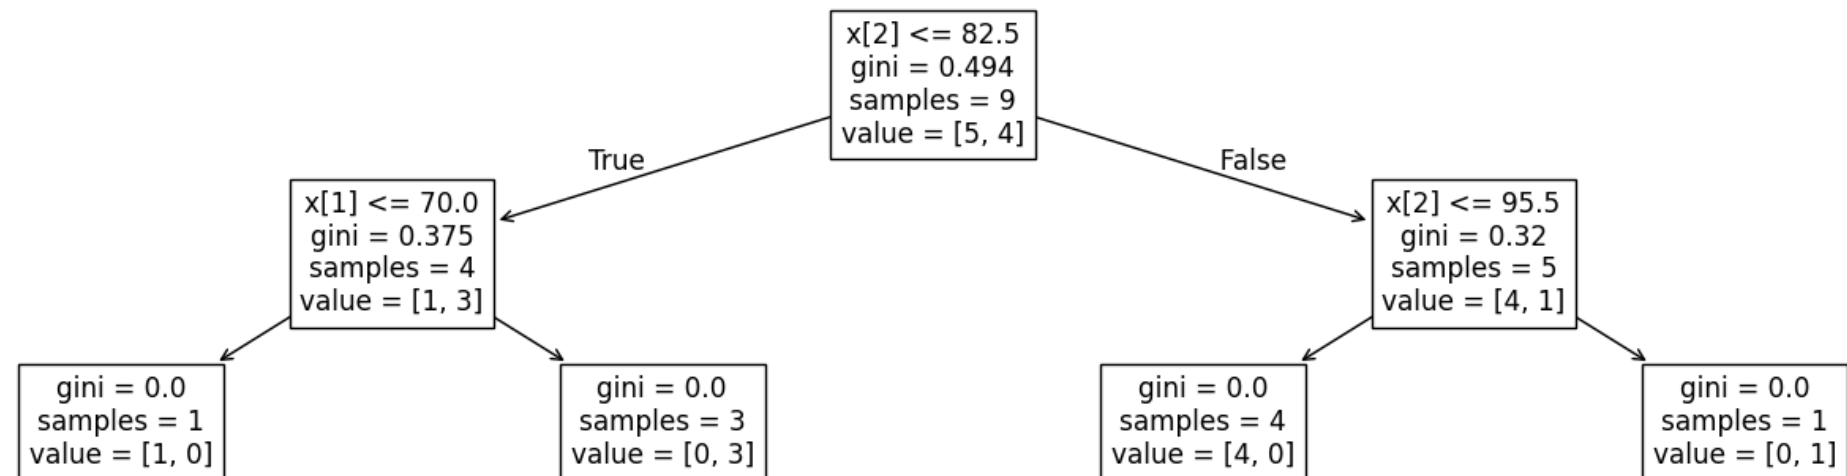 x[2] <= 82.5
gini = 0.494
samples = 9
value = [5, 4]
True
False
x[1] <= 70.0
gini = 0.375
samples = 4
value = [1, 3]
x[2] <= 95.5
gini = 0.32
samples = 5
value = [4, 1]
gini = 0.0
samples = 1
value = [1, 0]
gini = 0.0
samples = 3
value = [0, 3]
gini = 0.0
samples = 4
value = [4, 0]
gini = 0.0
samples = 1
value = [0, 1]